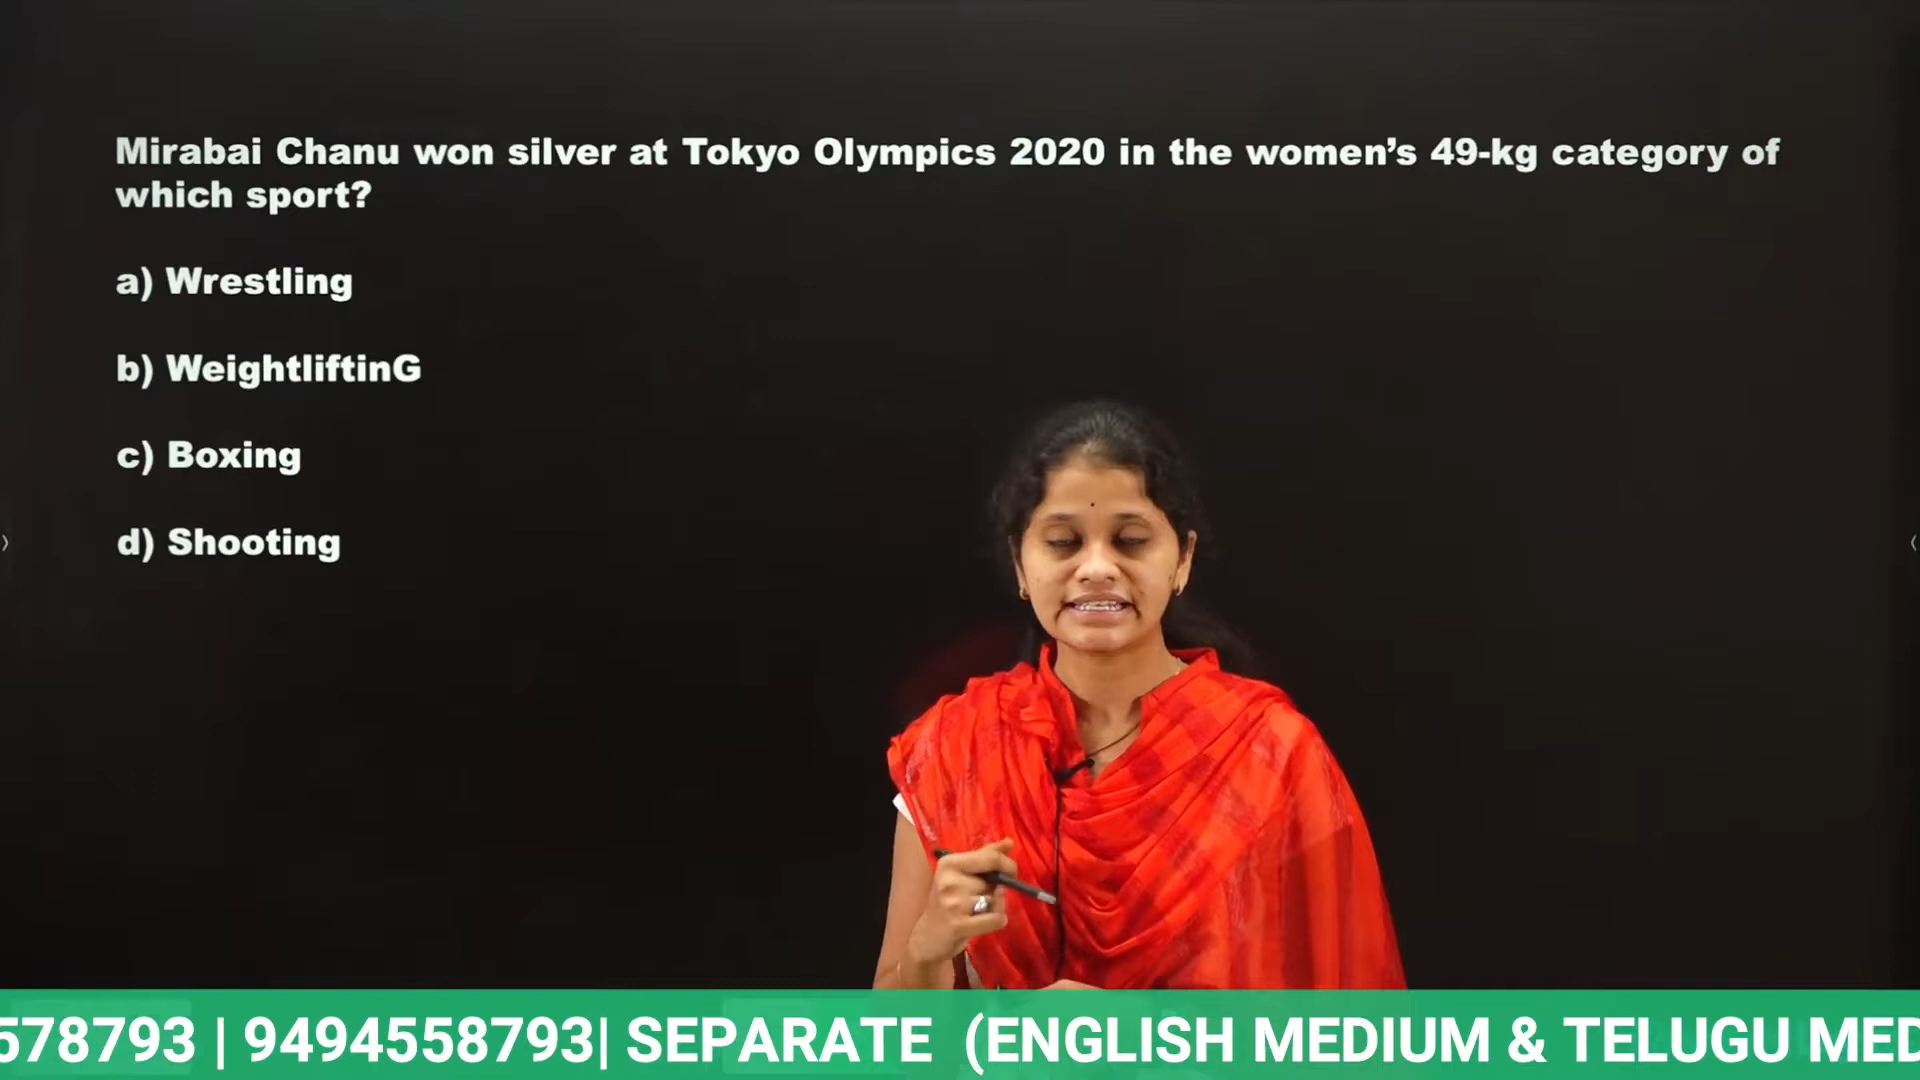 Mirabai Chanu won silver at Tokyo Olympics 2020 in the women’s 49-kg category of
which sport?
a) Wrestling
b) WeightliftinG
c) Boxing
d) Shooting
578793 | 9494558793| SEPARATE (ENGLISH MEDIUM & TELUGU MED